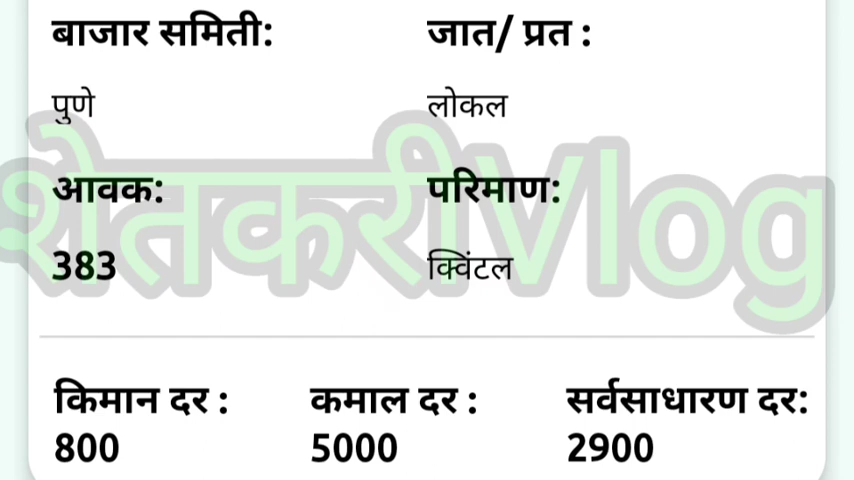 बाजार समिती: जात/ प्रत :
पुणे लोकल
आवक: परिमाण:
शेतकरीVlog
383 क्विंटल
किमान दर : कमाल दर : सर्वसाधारण दर:
800 5000 2900